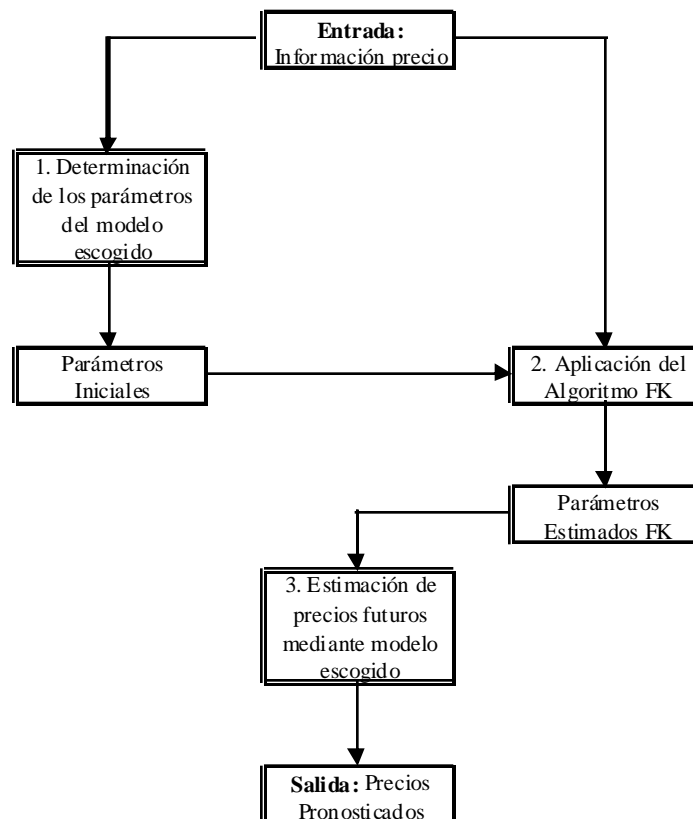 Entrada:
Información precio
1. Determinación
de los parámetros
del modelo
escogido
Parámetros
Iniciales
2. Aplicación del
Algoritmo FK
Parámetros
Estimados FK
3. Estimación de
precios futuros
mediante modelo
escogido
Salida: Precios
Pronosticados